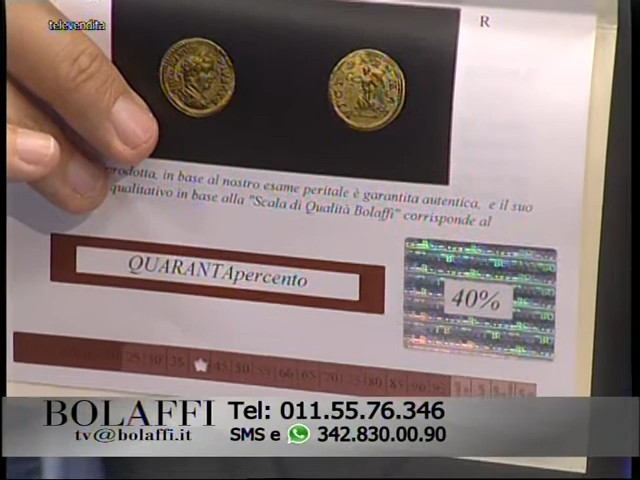 televendita
R
prodotta, in base al nostro esame peritale è garantita autentica, e il suo
qualitativo in base alla "Scala di Qualità Bolaffi" corrisponde al
QUARANTApercento
40%
25 30 35 45 50 55 60 65 70 75 80 85 90 95
BOLAFFI
tv@bolaffi.it
Tel: 011.55.76.346
SMS e 342.830.00.90